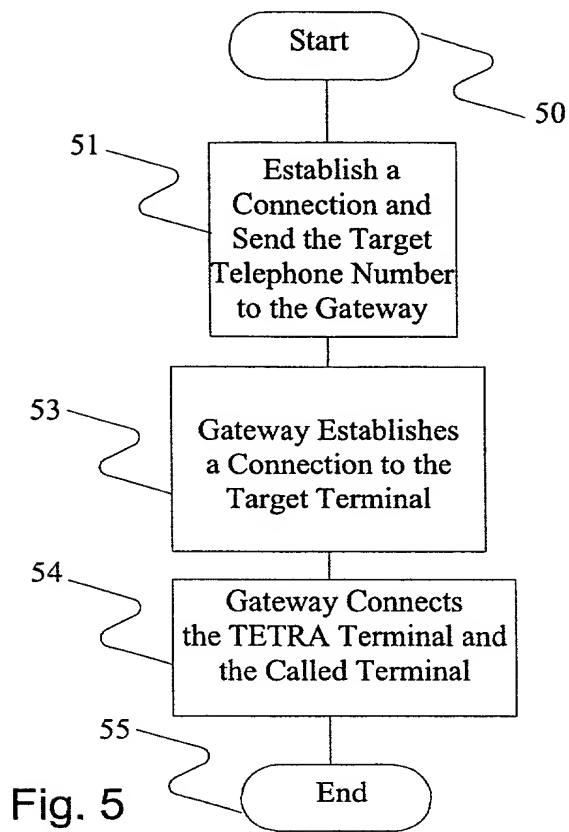 Start
50
51
Establish a
Connection and
Send the Target
Telephone Number
to the Gateway
53
Gateway Establishes
a Connection to the
Target Terminal
54
Gateway Connects
the TETRA Terminal and
the Called Terminal
55
End
Fig. 5